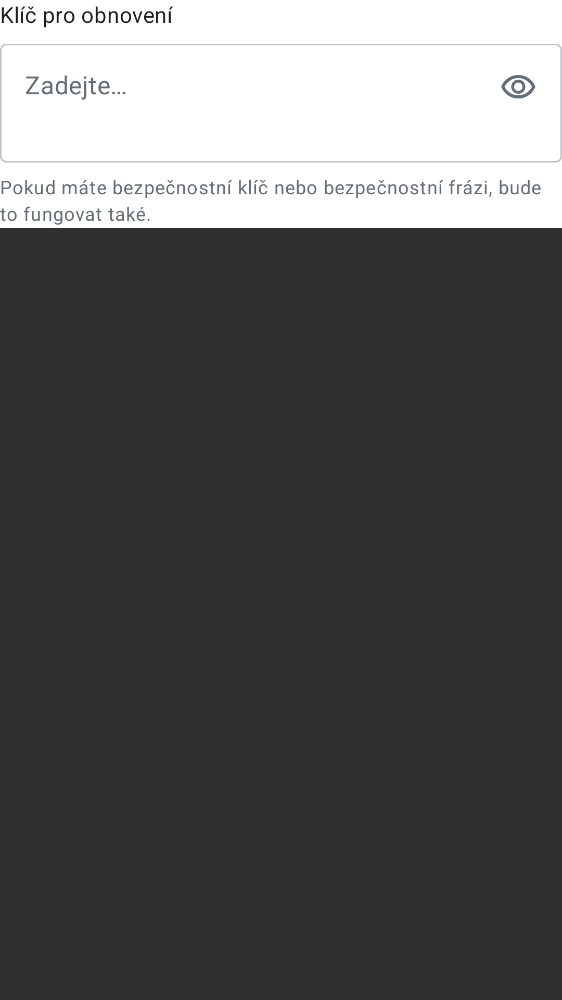 Klíč pro obnovení
Zadejte…
Pokud máte bezpečnostní klíč nebo bezpečnostní frázi, bude
to fungovat také.